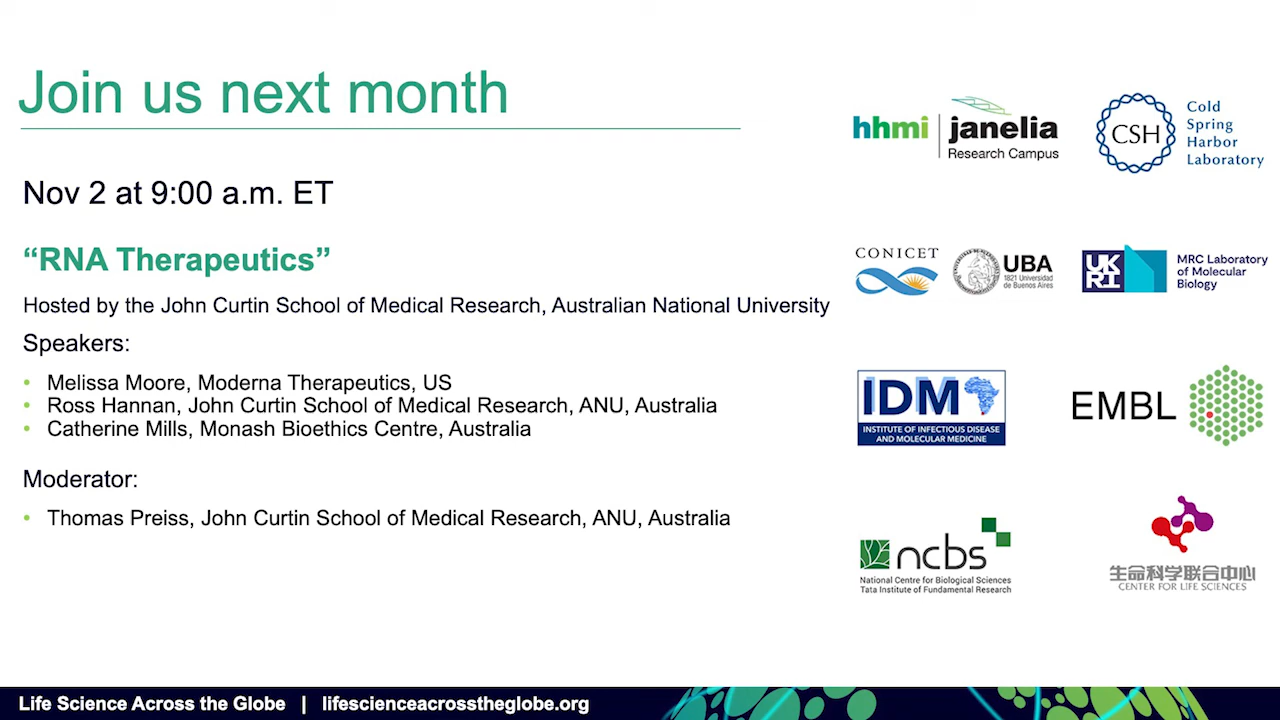 Join us next month
Nov 2 at 9:00 a.m. ET
“RNA Therapeutics”
Hosted by the John Curtin School of Medical Research, Australian National University
Speakers:
• Melissa Moore, Moderna Therapeutics, US
• Ross Hannan, John Curtin School of Medical Research, ANU, Australia
• Catherine Mills, Monash Bioethics Centre, Australia
Moderator:
• Thomas Preiss, John Curtin School of Medical Research, ANU, Australia
hhmi | janelia
Research Campus
CSH
Cold
Spring
Harbor
Laboratory
CONICET
UBA
1821 Universidad
de Buenos Aires
UK
RI
MRC Laboratory
of Molecular
Biology
IDM
INSTITUTE OF INFECTIOUS DISEASE
AND MOLECULAR MEDICINE
EMBL
ncbs
National Centre for Biological Sciences
Tata Institute of Fundamental Research
生命科学联合中心
CENTER FOR LIFE SCIENCES
Life Science Across the Globe | lifescienceacrosstheglobe.org